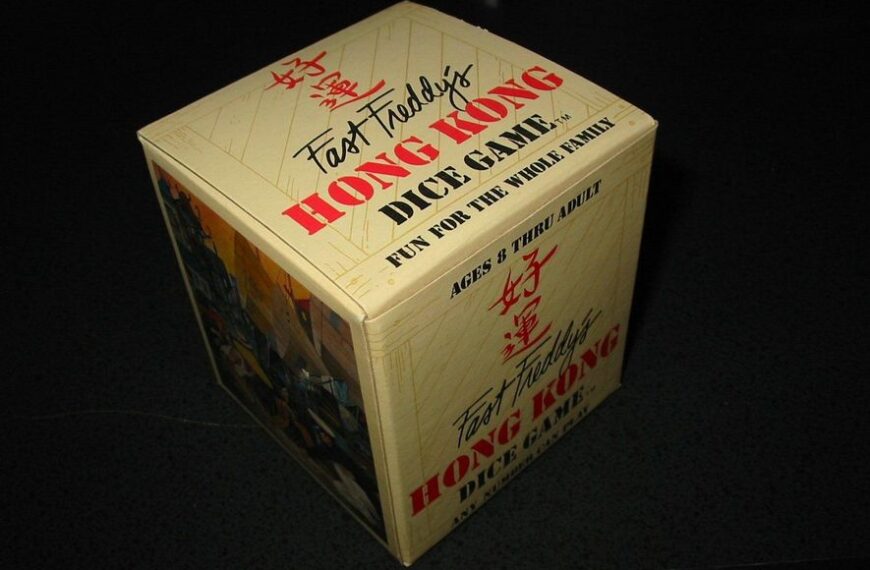 好
運
Fast Freddy's
HONG KONG
DICE GAME™
FUN FOR THE WHOLE FAMILY
AGES 8 THRU ADULT
好
運
Fast Freddy's
HONG KONG
DICE GAME™
ANY NUMBER CAN PLAY